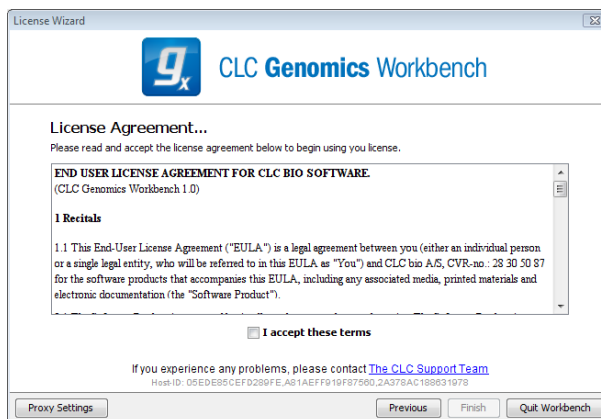 License Wizard
gx
CLC Genomics Workbench
License Agreement...
Please read and accept the license agreement below to begin using you license.
END USER LICENSE AGREEMENT FOR CLC BIO SOFTWARE.
(CLC Genomics Workbench 1.0)
1 Recitals
1.1 This End-User License Agreement ("EULA") is a legal agreement between you (either an individual person
or a single legal entity, who will be referred to in this EULA as "You") and CLC bio A/S, CVR-no.: 28 30 50 87
for the software products that accompanies this EULA, including any associated media, printed materials and
electronic documentation (the "Software Product").
I accept these terms
If you experience any problems, please contact The CLC Support Team
Host-ID: 05EDE85CEFD289FE,A81AEFF919F87560,2A378AC188631978
Proxy Settings
Previous
Finish
Quit Workbench